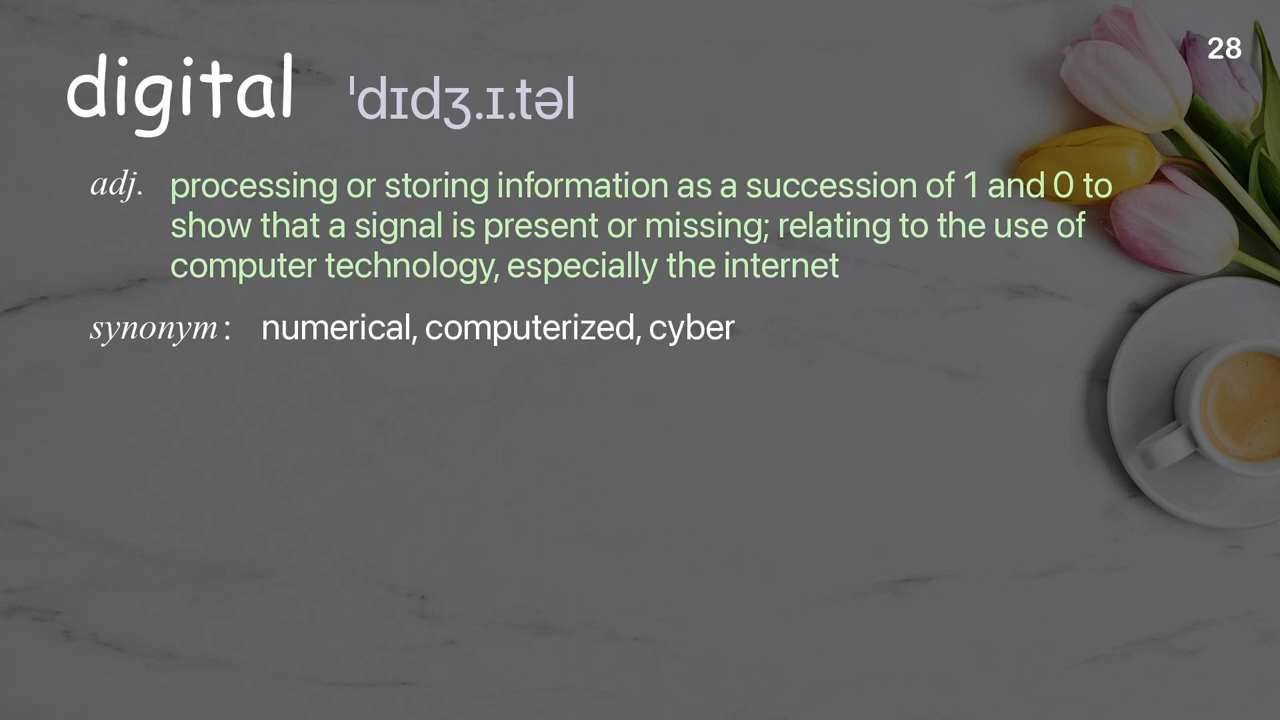 28
digital ˈdɪdʒ.ɪ.təl
adj. processing or storing information as a succession of 1 and 0 to
show that a signal is present or missing; relating to the use of
computer technology, especially the internet
synonym: numerical, computerized, cyber